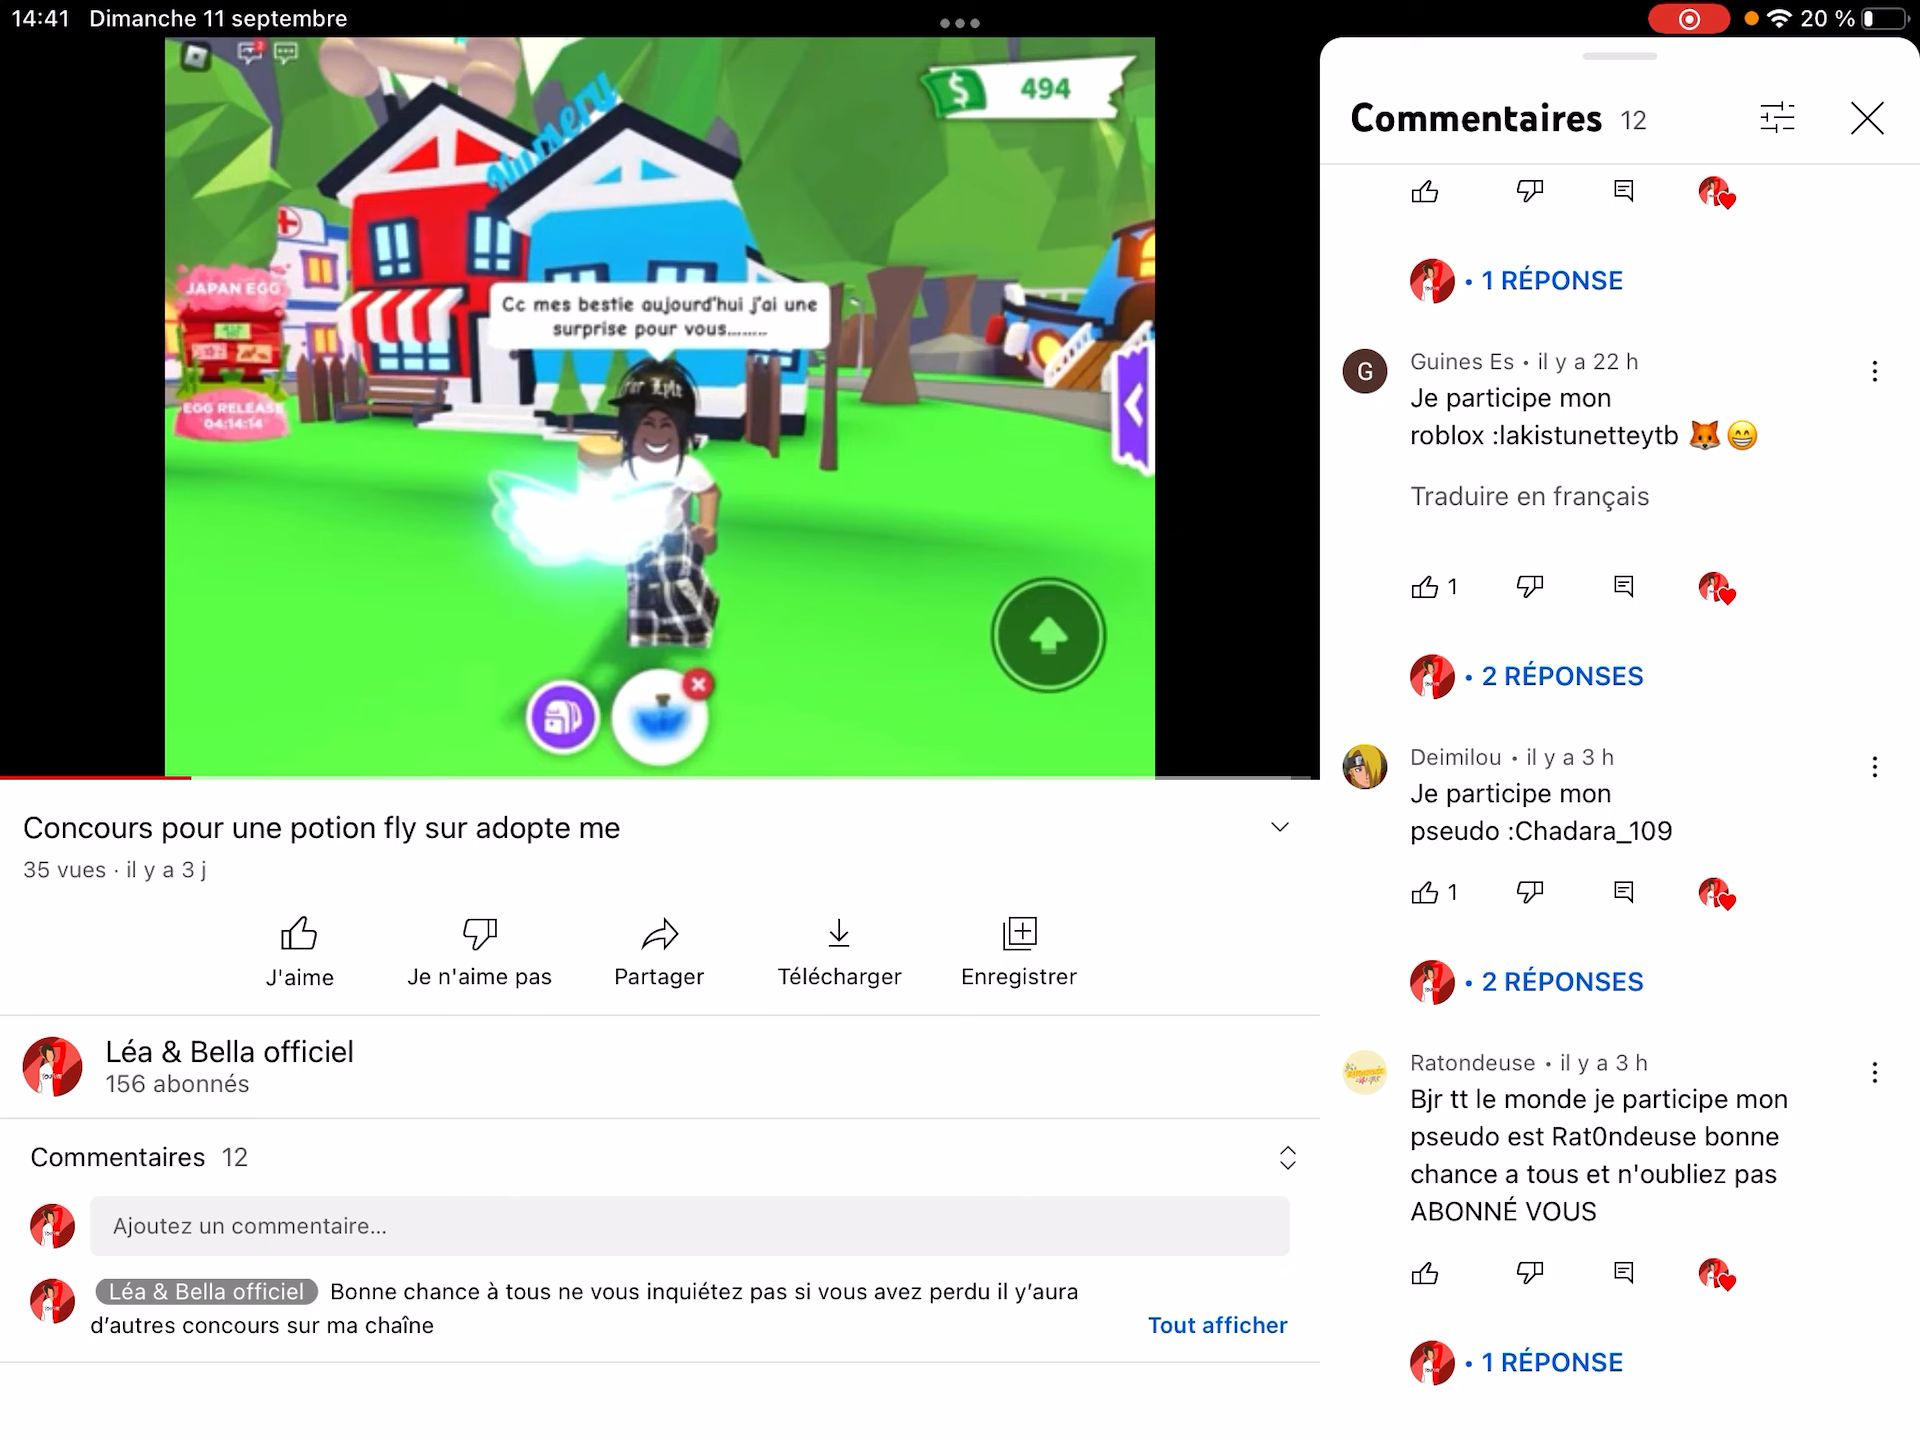 14:41 Dimanche 11 septembre
20 %
494
Nursery
JAPAN EGG
EGG RELEASE
04:14:14
Cc mes bestie aujourd'hui j'ai une
surprise pour vous.........
Concours pour une potion fly sur adopte me
35 vues · il y a 3 j
J'aime
Je n'aime pas
Partager
Télécharger
Enregistrer
Léa & Bella officiel
156 abonnés
Commentaires 12
Ajoutez un commentaire...
Léa & Bella officiel Bonne chance à tous ne vous inquiétez pas si vous avez perdu il y’aura
d’autres concours sur ma chaîne
Tout afficher
Commentaires 12
• 1 RÉPONSE
G
Guines Es • il y a 22 h
Je participe mon
roblox :lakistunetteytb 🦊😁
Traduire en français
1
• 2 RÉPONSES
Deimilou • il y a 3 h
Je participe mon
pseudo :Chadara_109
1
• 2 RÉPONSES
Ratondeuse • il y a 3 h
Bjr tt le monde je participe mon
pseudo est Rat0ndeuse bonne
chance a tous et n'oubliez pas
ABONNÉ VOUS
• 1 RÉPONSE